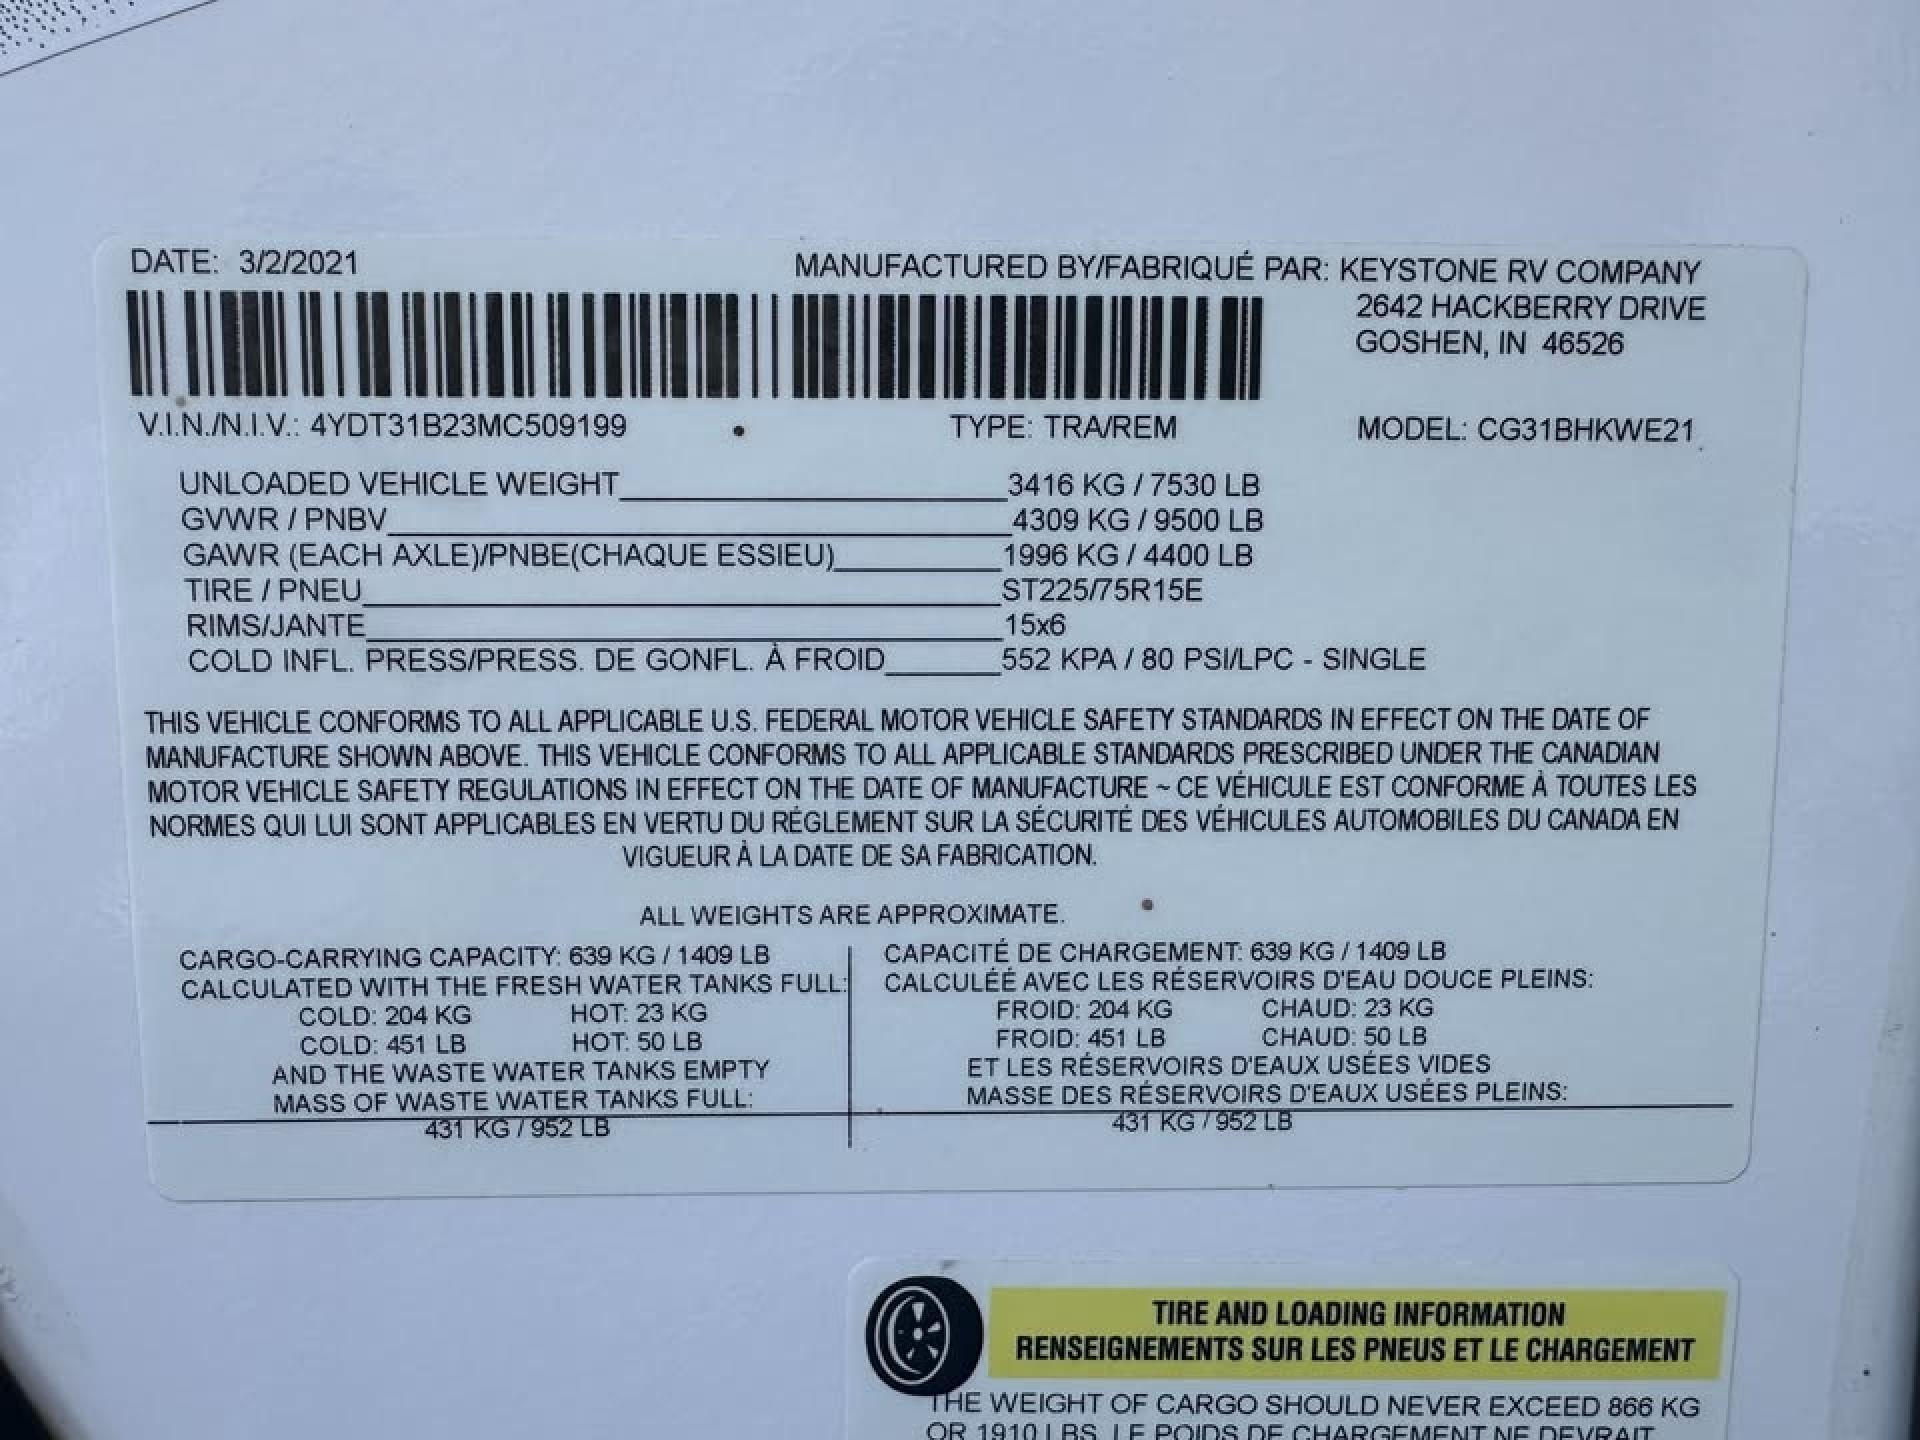 DATE: 3/2/2021
MANUFACTURED BY/FABRIQUÉ PAR: KEYSTONE RV COMPANY
2642 HACKBERRY DRIVE
GOSHEN, IN 46526
V.I.N./N.I.V.: 4YDT31B23MC509199 TYPE: TRA/REM MODEL: CG31BHKWE21
UNLOADED VEHICLE WEIGHT 3416 KG / 7530 LB
GVWR / PNBV 4309 KG / 9500 LB
GAWR (EACH AXLE)/PNBE(CHAQUE ESSIEU) 1996 KG / 4400 LB
TIRE / PNEU ST225/75R15E
RIMS/JANTE 15x6
COLD INFL. PRESS/PRESS. DE GONFL. À FROID 552 KPA / 80 PSI/LPC - SINGLE
THIS VEHICLE CONFORMS TO ALL APPLICABLE U.S. FEDERAL MOTOR VEHICLE SAFETY STANDARDS IN EFFECT ON THE DATE OF
MANUFACTURE SHOWN ABOVE. THIS VEHICLE CONFORMS TO ALL APPLICABLE STANDARDS PRESCRIBED UNDER THE CANADIAN
MOTOR VEHICLE SAFETY REGULATIONS IN EFFECT ON THE DATE OF MANUFACTURE ~ CE VÉHICULE EST CONFORME À TOUTES LES
NORMES QUI LUI SONT APPLICABLES EN VERTU DU RÉGLEMENT SUR LA SÉCURITÉ DES VÉHICULES AUTOMOBILES DU CANADA EN
VIGUEUR À LA DATE DE SA FABRICATION.
ALL WEIGHTS ARE APPROXIMATE.
CARGO-CARRYING CAPACITY: 639 KG / 1409 LB
CALCULATED WITH THE FRESH WATER TANKS FULL:
COLD: 204 KG HOT: 23 KG
COLD: 451 LB HOT: 50 LB
AND THE WASTE WATER TANKS EMPTY
MASS OF WASTE WATER TANKS FULL:
431 KG / 952 LB
CAPACITÉ DE CHARGEMENT: 639 KG / 1409 LB
CALCULÉÉ AVEC LES RÉSERVOIRS D'EAU DOUCE PLEINS:
FROID: 204 KG CHAUD: 23 KG
FROID: 451 LB CHAUD: 50 LB
ET LES RÉSERVOIRS D'EAUX USÉES VIDES
MASSE DES RÉSERVOIRS D'EAUX USÉES PLEINS:
431 KG / 952 LB
TIRE AND LOADING INFORMATION
RENSEIGNEMENTS SUR LES PNEUS ET LE CHARGEMENT
THE WEIGHT OF CARGO SHOULD NEVER EXCEED 866 KG
OR 1910 LBS. LE POIDS DE CHARGEMENT NE DEVRAIT